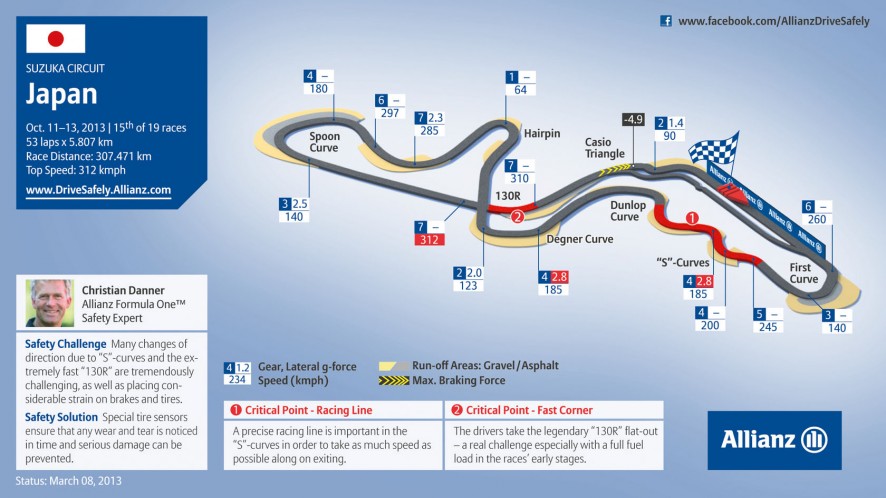 www.facebook.com/AllianzDriveSafely
SUZUKA CIRCUIT
Japan
Oct. 11–13, 2013 | 15th of 19 races
53 laps x 5.807 km
Race Distance: 307.471 km
Top Speed: 312 kmph
www.DriveSafely.Allianz.com
4 –
180
6 –
297
7 2.3
285
1 –
64
Hairpin
Spoon
Curve
Casio
Triangle
-4.9
2 1.4
90
7 –
310
130R
2
3 2.5
140
7 –
312
2 2.0
123
4 2.8
185
Degner Curve
Dunlop
Curve
1
"S"-Curves
4 2.8
185
4 –
200
5 –
245
First
Curve
3 –
140
6 –
260
Allianz
Allianz
Allianz
Allianz
Christian Danner
Allianz Formula One™
Safety Expert
Safety Challenge Many changes of
direction due to "S"-curves and the ex-
tremely fast "130R" are tremendously
challenging, as well as placing con-
siderable strain on brakes and tires.
Safety Solution Special tire sensors
ensure that any wear and tear is noticed
in time and serious damage can be
prevented.
4 1.2
234
Gear, Lateral g-force
Speed (kmph)
Run-off Areas: Gravel/Asphalt
Max. Braking Force
1 Critical Point - Racing Line
A precise racing line is important in the
"S"-curves in order to take as much speed as
possible along on exiting.
2 Critical Point - Fast Corner
The drivers take the legendary "130R" flat-out
– a real challenge especially with a full fuel
load in the races' early stages.
Allianz
Status: March 08, 2013